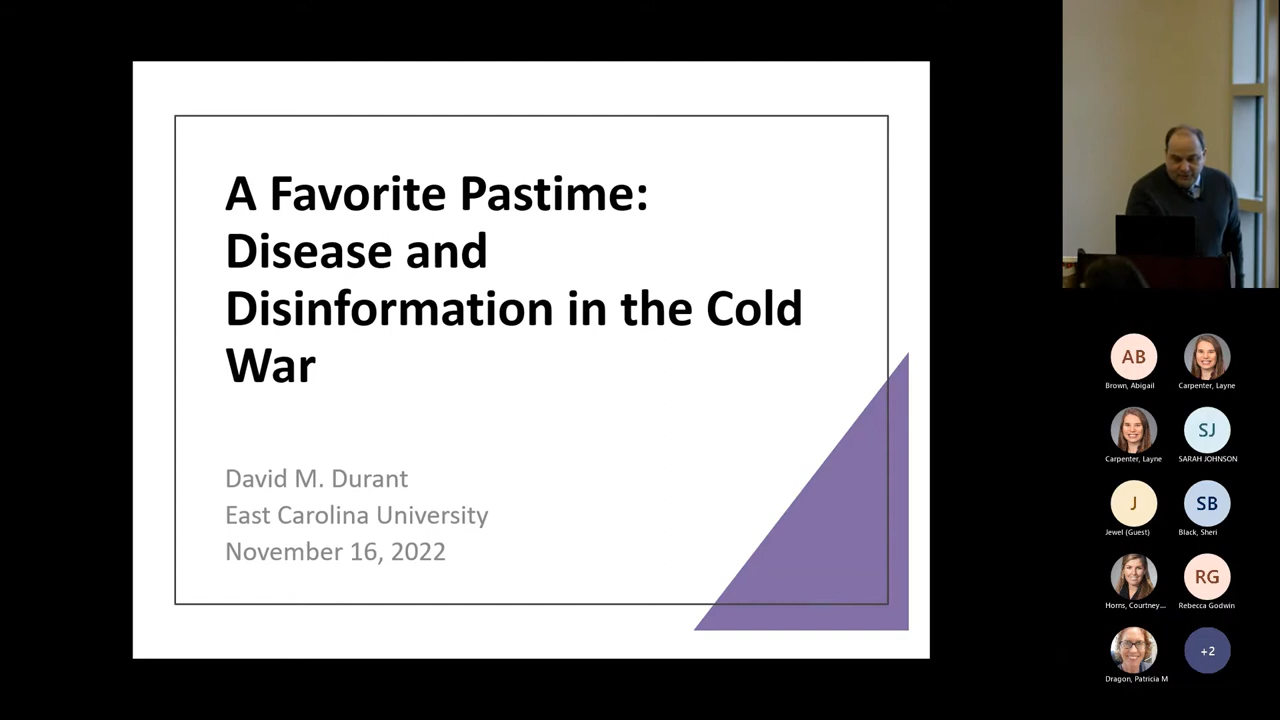 A Favorite Pastime:
Disease and
Disinformation in the Cold
War
David M. Durant
East Carolina University
November 16, 2022
AB
Brown, Abigail
Carpenter, Layne
Carpenter, Layne
SJ
SARAH JOHNSON
J
Jewel (Guest)
SB
Black, Sheri
Horns, Courtney...
RG
Rebecca Godwin
Dragon, Patricia M
+2